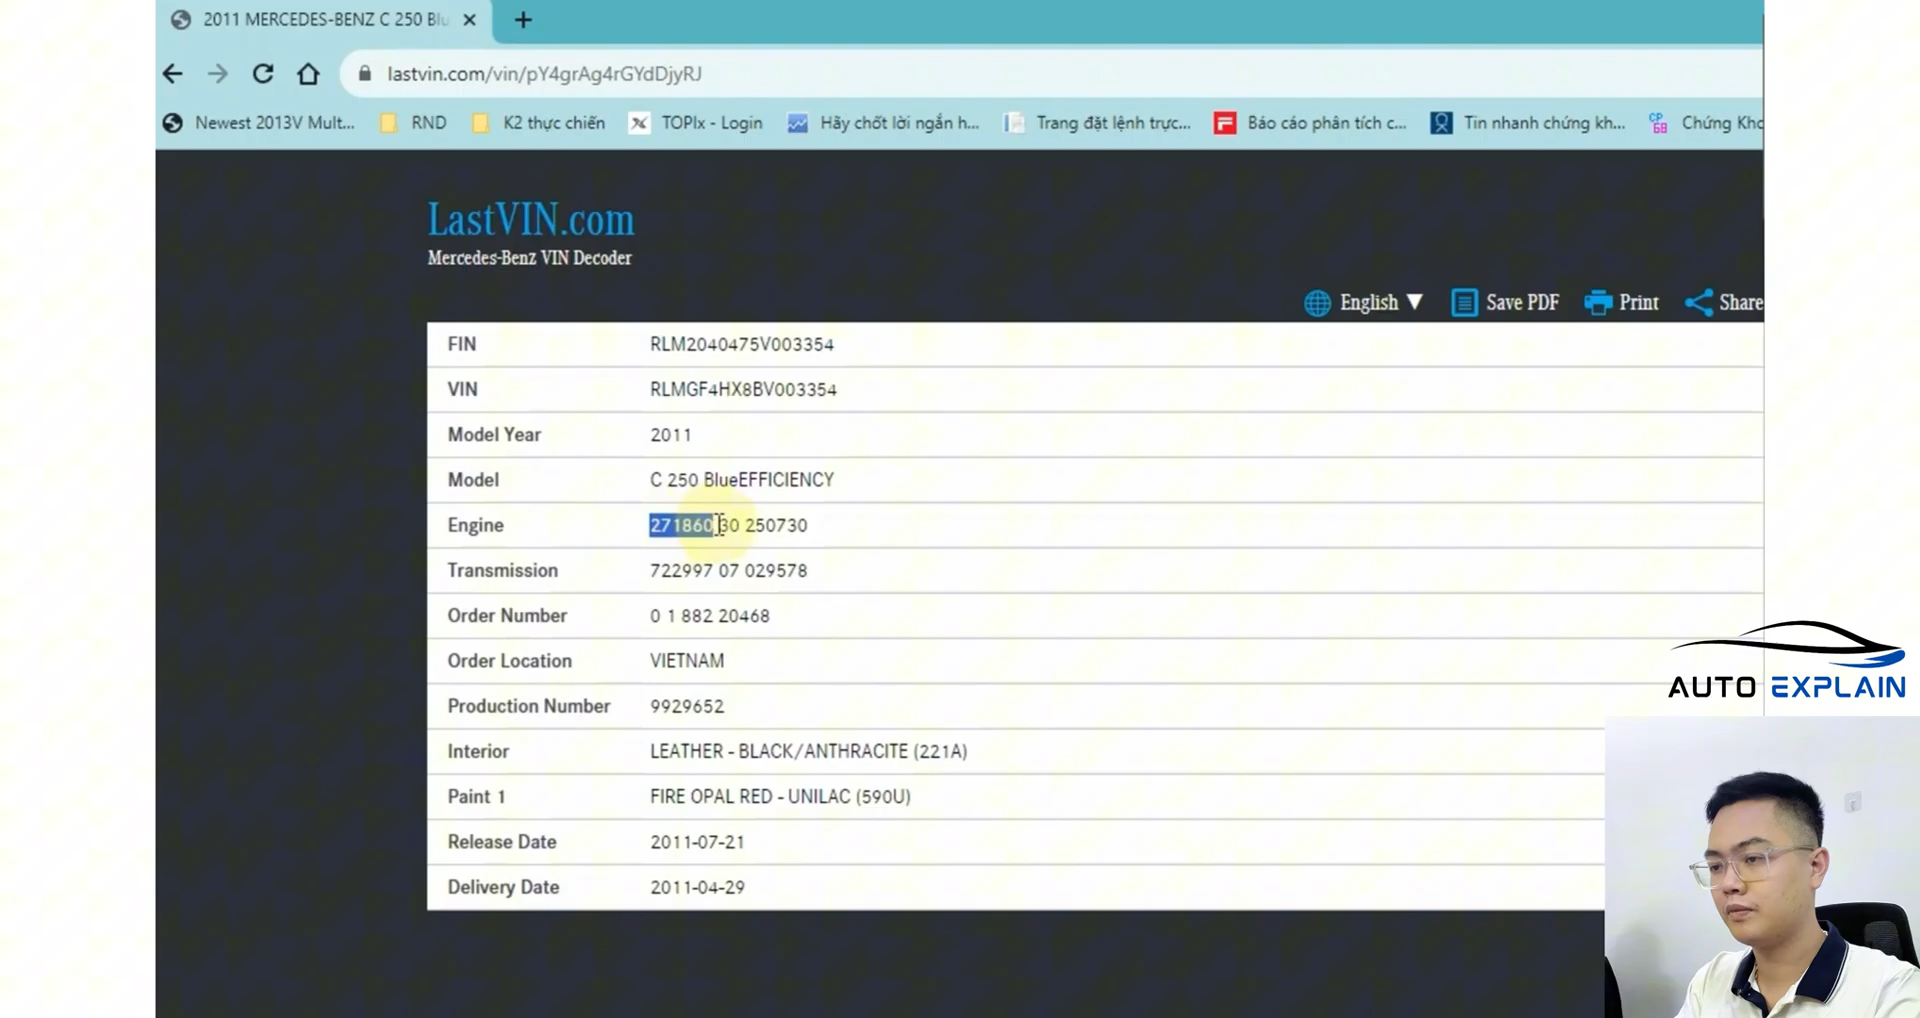 2011 MERCEDES-BENZ C 250 Blu
lastvin.com/vin/pY4grAg4rGYdDjyRJ
Newest 2013V Mult... RND K2 thực chiến TOPIx - Login Hãy chốt lời ngắn h... Trang đặt lệnh trực... Báo cáo phân tích c... Tin nhanh chứng kh... CP 68 Chứng Kho
LastVIN.com
Mercedes-Benz VIN Decoder
English ▼ Save PDF Print Share
FIN RLM2040475V003354
VIN RLMGF4HX8BV003354
Model Year 2011
Model C 250 BlueEFFICIENCY
Engine 271860 30 250730
Transmission 722997 07 029578
Order Number 0 1 882 20468
Order Location VIETNAM
Production Number 9929652
Interior LEATHER - BLACK/ANTHRACITE (221A)
Paint 1 FIRE OPAL RED - UNILAC (590U)
Release Date 2011-07-21
Delivery Date 2011-04-29
AUTO EXPLAIN